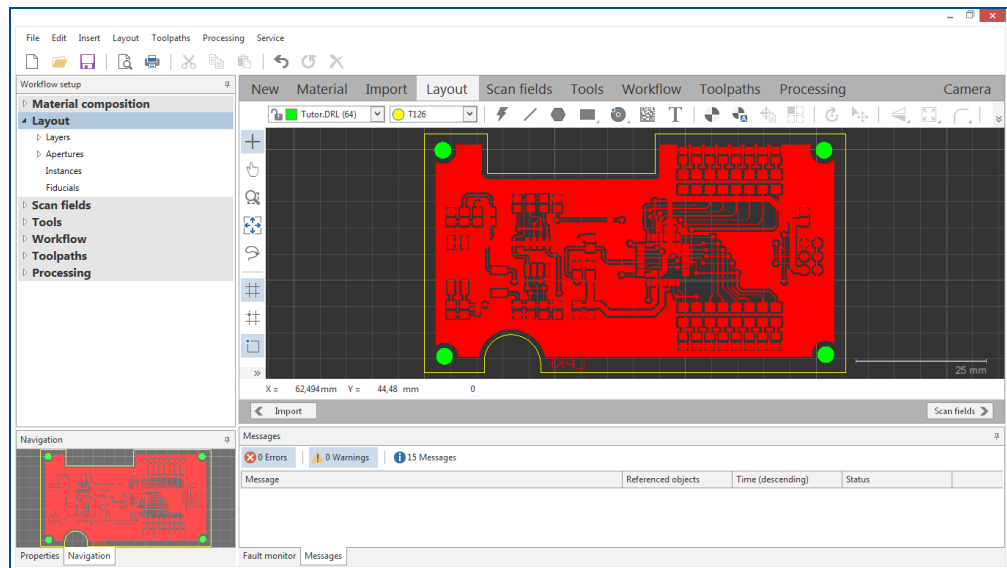 File Edit Insert Layout Toolpaths Processing Service
Workflow setup
Material composition
Layout
Layers
Apertures
Instances
Fiducials
Scan fields
Tools
Workflow
Toolpaths
Processing
New Material Import Layout Scan fields Tools Workflow Toolpaths Processing Camera
Tutor.DRL (64) T126 T
25 mm
X = 62,494 mm Y = 44,48 mm 0
Import Scan fields
Navigation
Properties Navigation
Messages
0 Errors 0 Warnings 15 Messages
Message Referenced objects Time (descending) Status
Fault monitor Messages